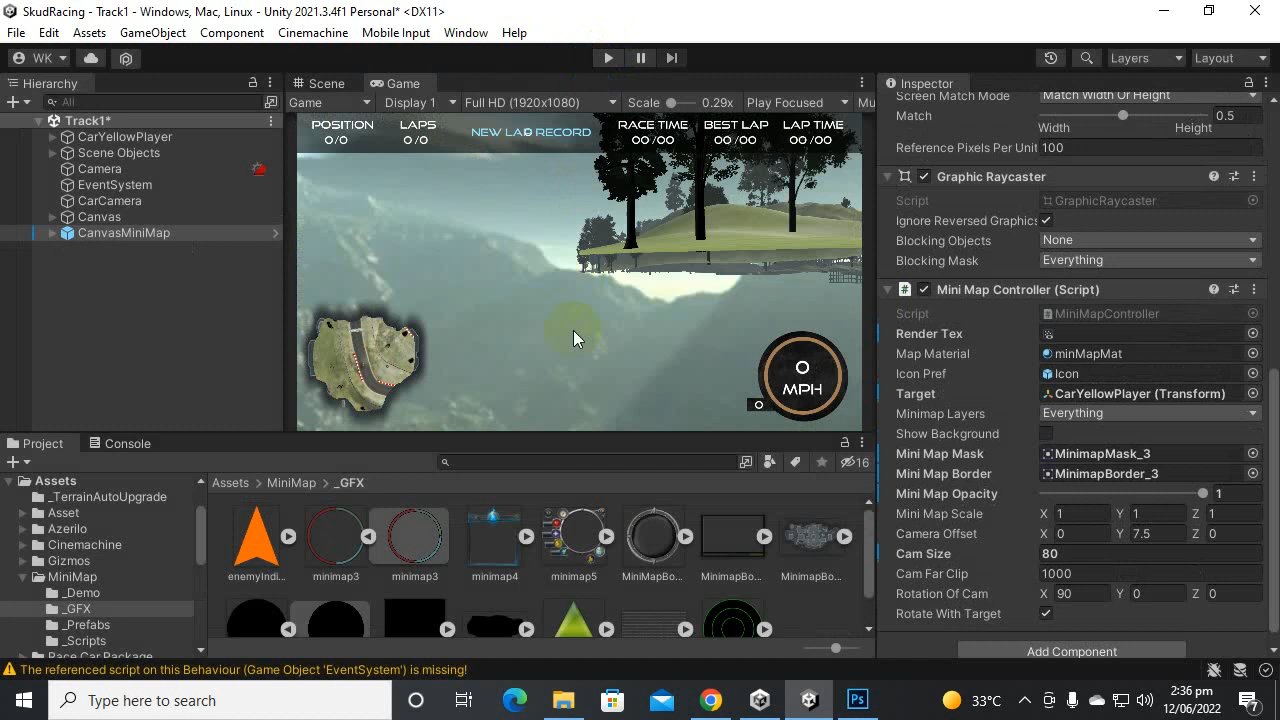 SkudRacing - Track1 - Windows, Mac, Linux - Unity 2021.3.4f1 Personal* <DX11>
File Edit Assets GameObject Component Cinemachine Mobile Input Window Help
WK Layers Layout
Hierarchy
All
Track1*
CarYellowPlayer
Scene Objects
Camera
EventSystem
CarCamera
Canvas
CanvasMiniMap
Scene Game
Game Display 1 Full HD (1920x1080) Scale 0.29x Play Focused Mu
POSITION LAPS NEW LAP RECORD RACE TIME BEST LAP LAP TIME
0/0 0/0 00/00 00/00 00/00
0
MPH
0
Inspector
Screen Match Mode Match Width Or Height
Match 0.5
Width Height
Reference Pixels Per Unit 100
Graphic Raycaster
Script GraphicRaycaster
Ignore Reversed Graphics
Blocking Objects None
Blocking Mask Everything
Mini Map Controller (Script)
Script MiniMapController
Render Tex
Map Material minMapMat
Icon Pref Icon
Target CarYellowPlayer (Transform)
Minimap Layers Everything
Show Background
Mini Map Mask MinimapMask_3
Mini Map Border MinimapBorder_3
Mini Map Opacity 1
Mini Map Scale X 1 Y 1 Z 1
Camera Offset X 0 Y 7.5 Z 0
Cam Size 80
Cam Far Clip 1000
Rotation Of Cam X 90 Y 0 Z 0
Rotate With Target
Add Component
Project Console
16
Assets
_TerrainAutoUpgrade
Asset
Azerilo
Cinemachine
Gizmos
MiniMap
_Demo
_GFX
_Prefabs
_Scripts
Race Car Package
Assets > MiniMap > _GFX
enemyIndi... minimap3 minimap3 minimap4 minimap5 MiniMapBo... MinimapBo... MinimapBo...
The referenced script on this Behaviour (Game Object 'EventSystem') is missing!
Type here to search
Ps
33°C
2:36 pm
12/06/2022
7